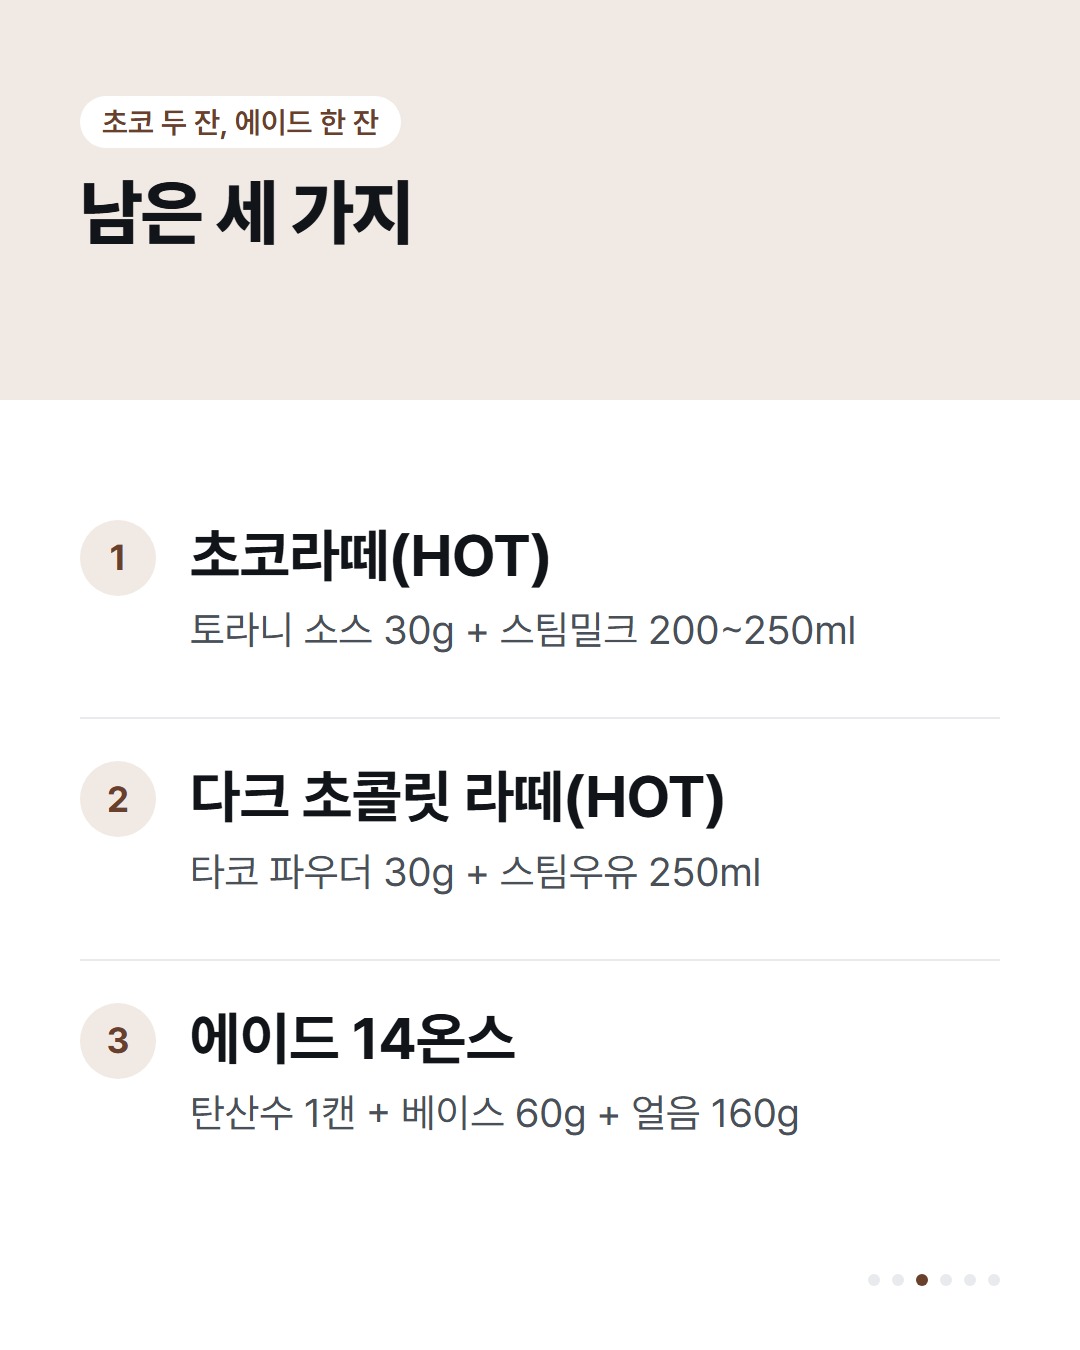 초코 두 잔, 에이드 한 잔
남은 세 가지
1
초코라떼(HOT)
토라니 소스 30g + 스팀밀크 200~250ml
2
다크 초콜릿 라떼(HOT)
타코 파우더 30g + 스팀우유 250ml
3
에이드 14온스
탄산수 1캔 + 베이스 60g + 얼음 160g